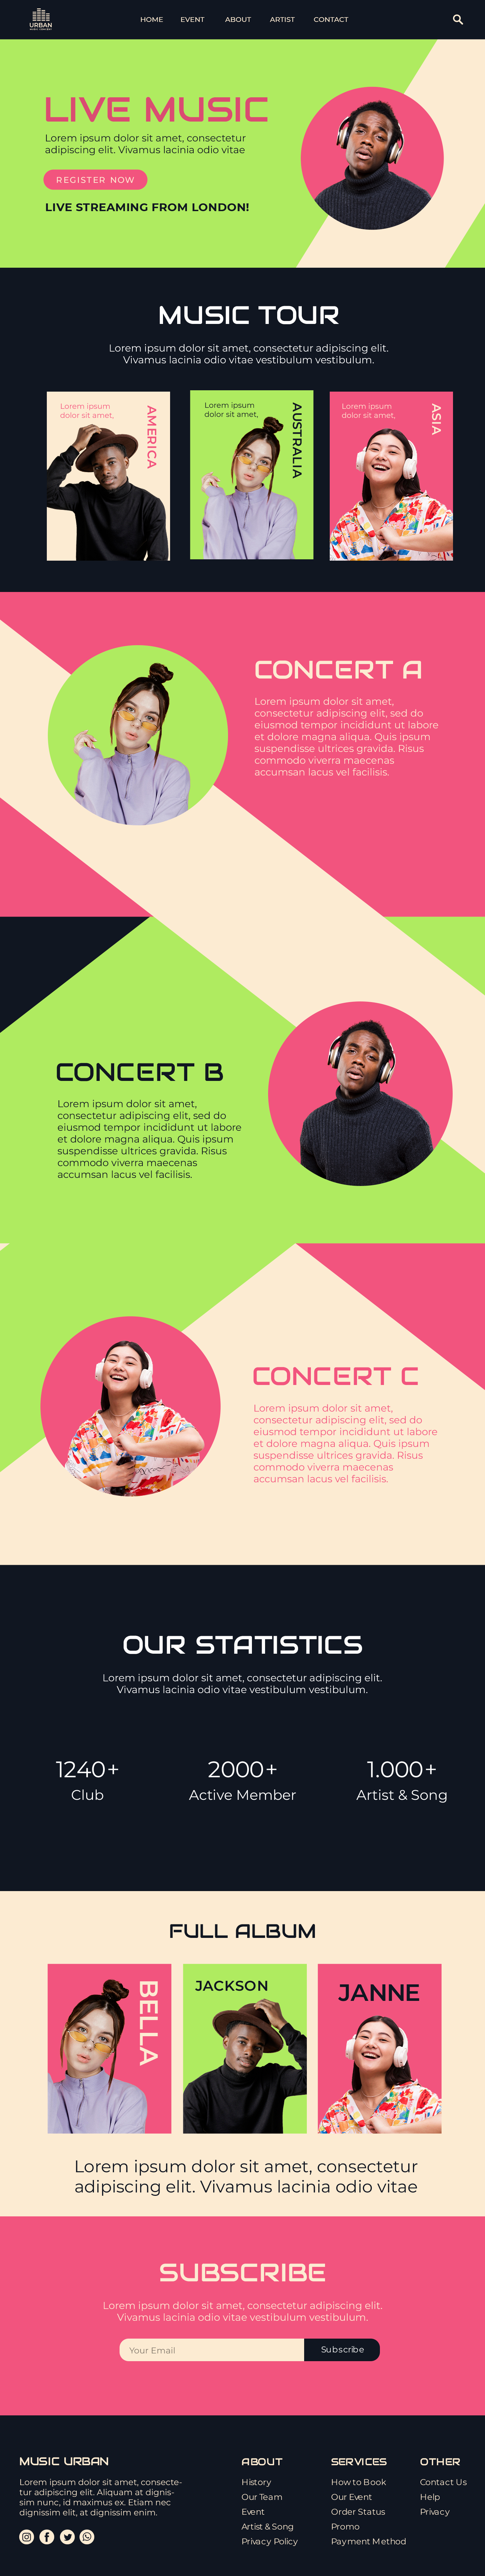 URBAN
HOME EVENT ABOUT ARTIST CONTACT
LIVE MUSIC
Lorem ipsum dolor sit amet, consectetur
adipiscing elit. Vivamus lacinia odio vitae
REGISTER NOW
LIVE STREAMING FROM LONDON!
MUSIC TOUR
Lorem ipsum dolor sit amet, consectetur adipiscing elit.
Vivamus lacinia odio vitae vestibulum vestibulum.
Lorem ipsum
dolor sit amet,
AMERICA
Lorem ipsum
dolor sit amet,
AUSTRALIA
Lorem ipsum
dolor sit amet,
ASIA
CONCERT A
Lorem ipsum dolor sit amet,
consectetur adipiscing elit, sed do
eiusmod tempor incididunt ut labore
et dolore magna aliqua. Quis ipsum
suspendisse ultrices gravida. Risus
commodo viverra maecenas
accumsan lacus vel facilisis.
CONCERT B
Lorem ipsum dolor sit amet,
consectetur adipiscing elit, sed do
eiusmod tempor incididunt ut labore
et dolore magna aliqua. Quis ipsum
suspendisse ultrices gravida. Risus
commodo viverra maecenas
accumsan lacus vel facilisis.
CONCERT C
Lorem ipsum dolor sit amet,
consectetur adipiscing elit, sed do
eiusmod tempor incididunt ut labore
et dolore magna aliqua. Quis ipsum
suspendisse ultrices gravida. Risus
commodo viverra maecenas
accumsan lacus vel facilisis.
OUR STATISTICS
Lorem ipsum dolor sit amet, consectetur adipiscing elit.
Vivamus lacinia odio vitae vestibulum vestibulum.
1240+
Club
2000+
Active Member
1.000+
Artist & Song
FULL ALBUM
BELLA
JACKSON
JANNE
Lorem ipsum dolor sit amet, consectetur
adipiscing elit. Vivamus lacinia odio vitae
SUBSCRIBE
Lorem ipsum dolor sit amet, consectetur adipiscing elit.
Vivamus lacinia odio vitae vestibulum vestibulum.
Your Email
Subscribe
MUSIC URBAN
Lorem ipsum dolor sit amet, consecte-
tur adipiscing elit. Aliquam at dignis-
sim nunc, id maximus ex. Etiam nec
dignissim elit, at dignissim enim.
ABOUT
History
Our Team
Event
Artist & Song
Privacy Policy
SERVICES
How to Book
Our Event
Order Status
Promo
Payment Method
OTHER
Contact Us
Help
Privacy